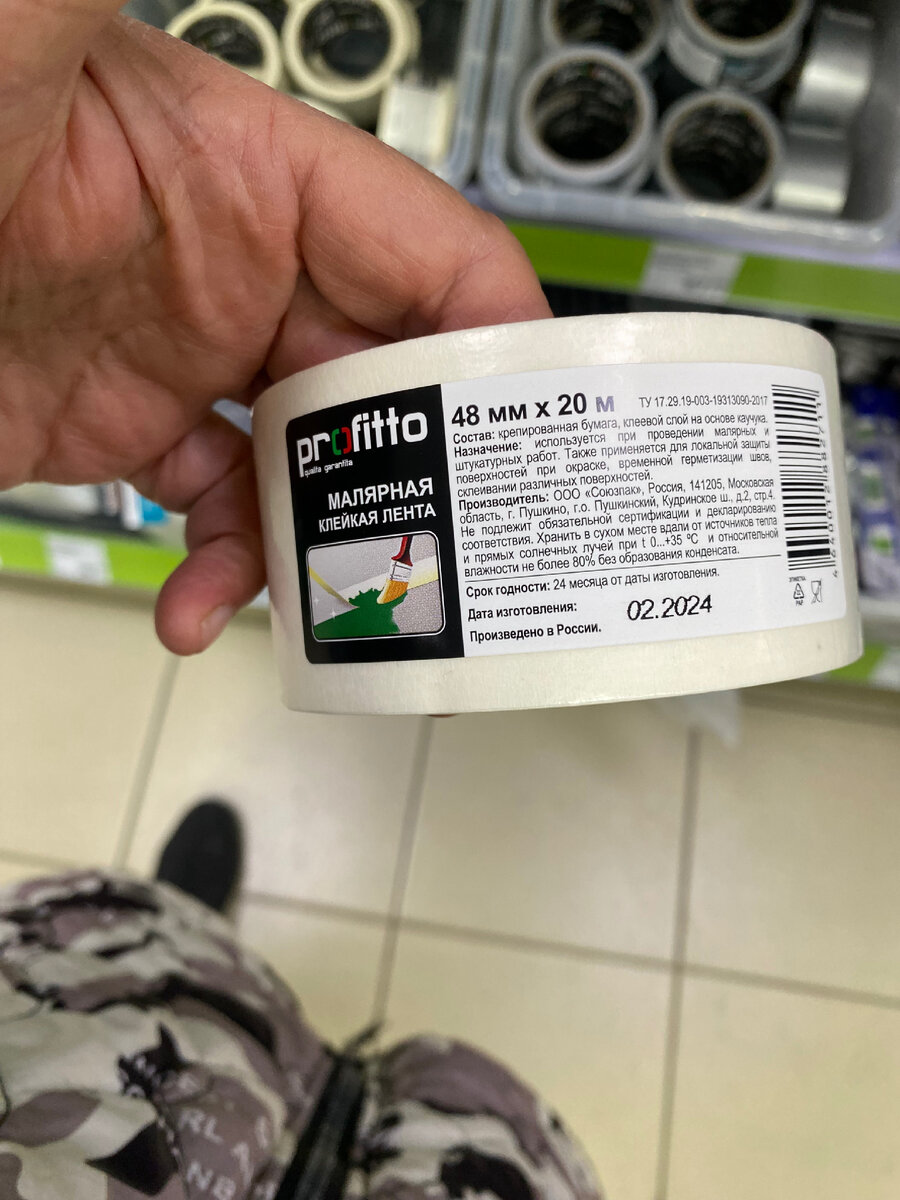 profitto
qualita garantita
МАЛЯРНАЯ
КЛЕЙКАЯ ЛЕНТА
48 мм x 20 м
ТУ 17.29.19-003-19313090-2017
Состав: крепированная бумага, клеевой слой на основе каучука.
Назначение: используется при проведении малярных и
штукатурных работ. Также применяется для локальной защиты
поверхностей при окраске, временной герметизации швов,
склеивании различных поверхностей.
Производитель: ООО «Союзпак», Россия, 141205, Московская
область, г. Пушкино, г.о. Пушкинский, Кудринское ш., д.2, стр.4.
Не подлежит обязательной сертификации и декларированию
соответствия. Хранить в сухом месте вдали от источников тепла
и прямых солнечных лучей при t 0...+35 °С и относительной
влажности не более 80% без образования конденсата.
Срок годности: 24 месяца от даты изготовления.
Дата изготовления: 02.2024
Произведено в России.
ЭТИКЕТКА
PAP
RL
NB